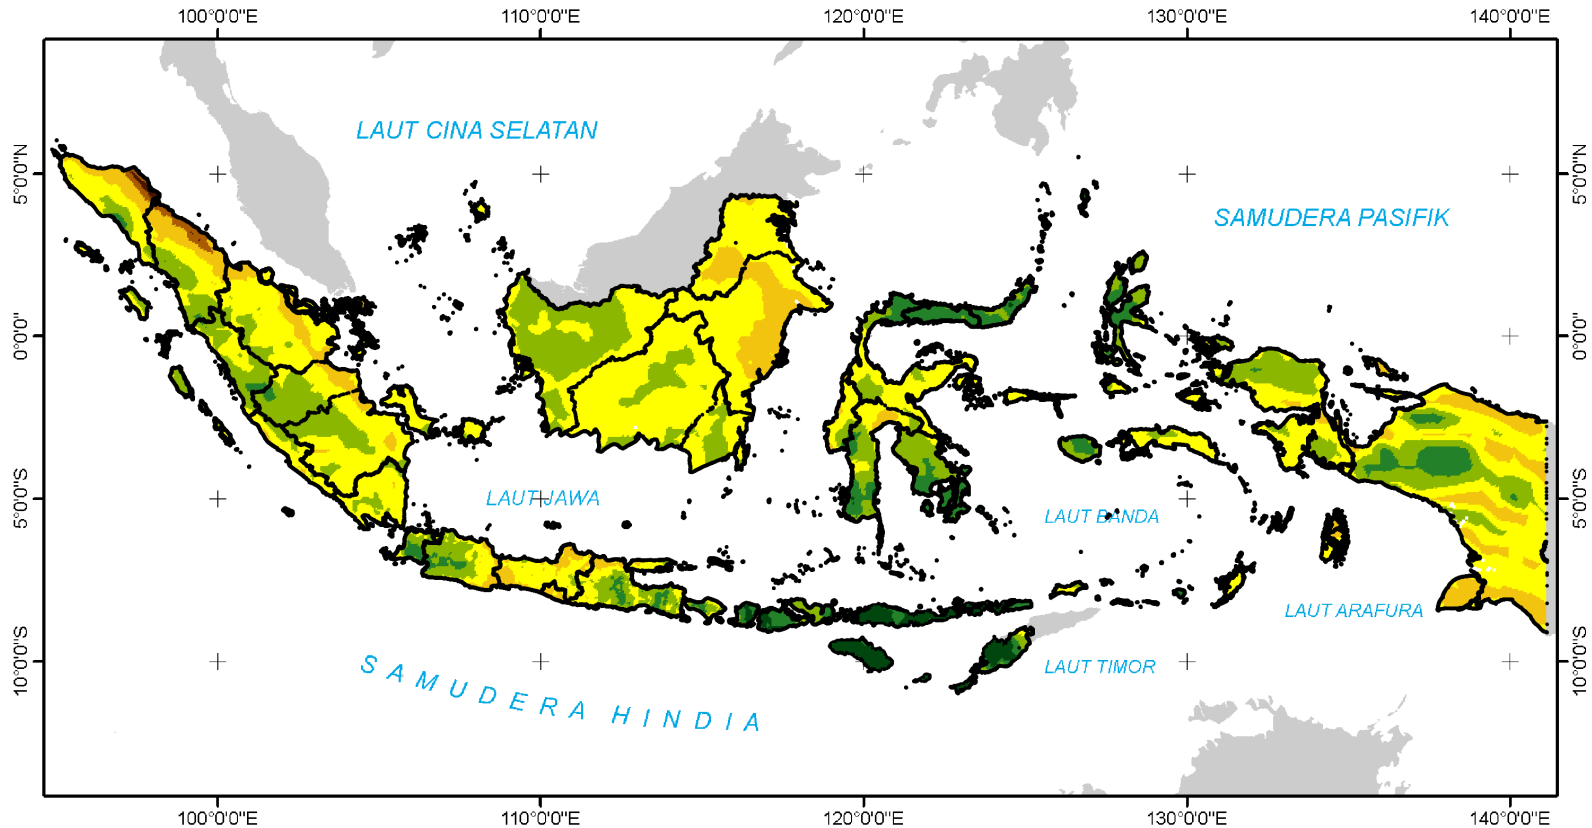 100°0'0"E 110°0'0"E 120°0'0"E 130°0'0"E 140°0'0"E
LAUT CINA SELATAN
5°0'0"N 5°0'0"N
SAMUDERA PASIFIK
0°0'0" 0°0'0"
LAUT JAWA
5°0'0"S 5°0'0"S
LAUT BANDA
LAUT ARAFURA
10°0'0"S 10°0'0"S
LAUT TIMOR
SAMUDERA HINDIA
100°0'0"E 110°0'0"E 120°0'0"E 130°0'0"E 140°0'0"E